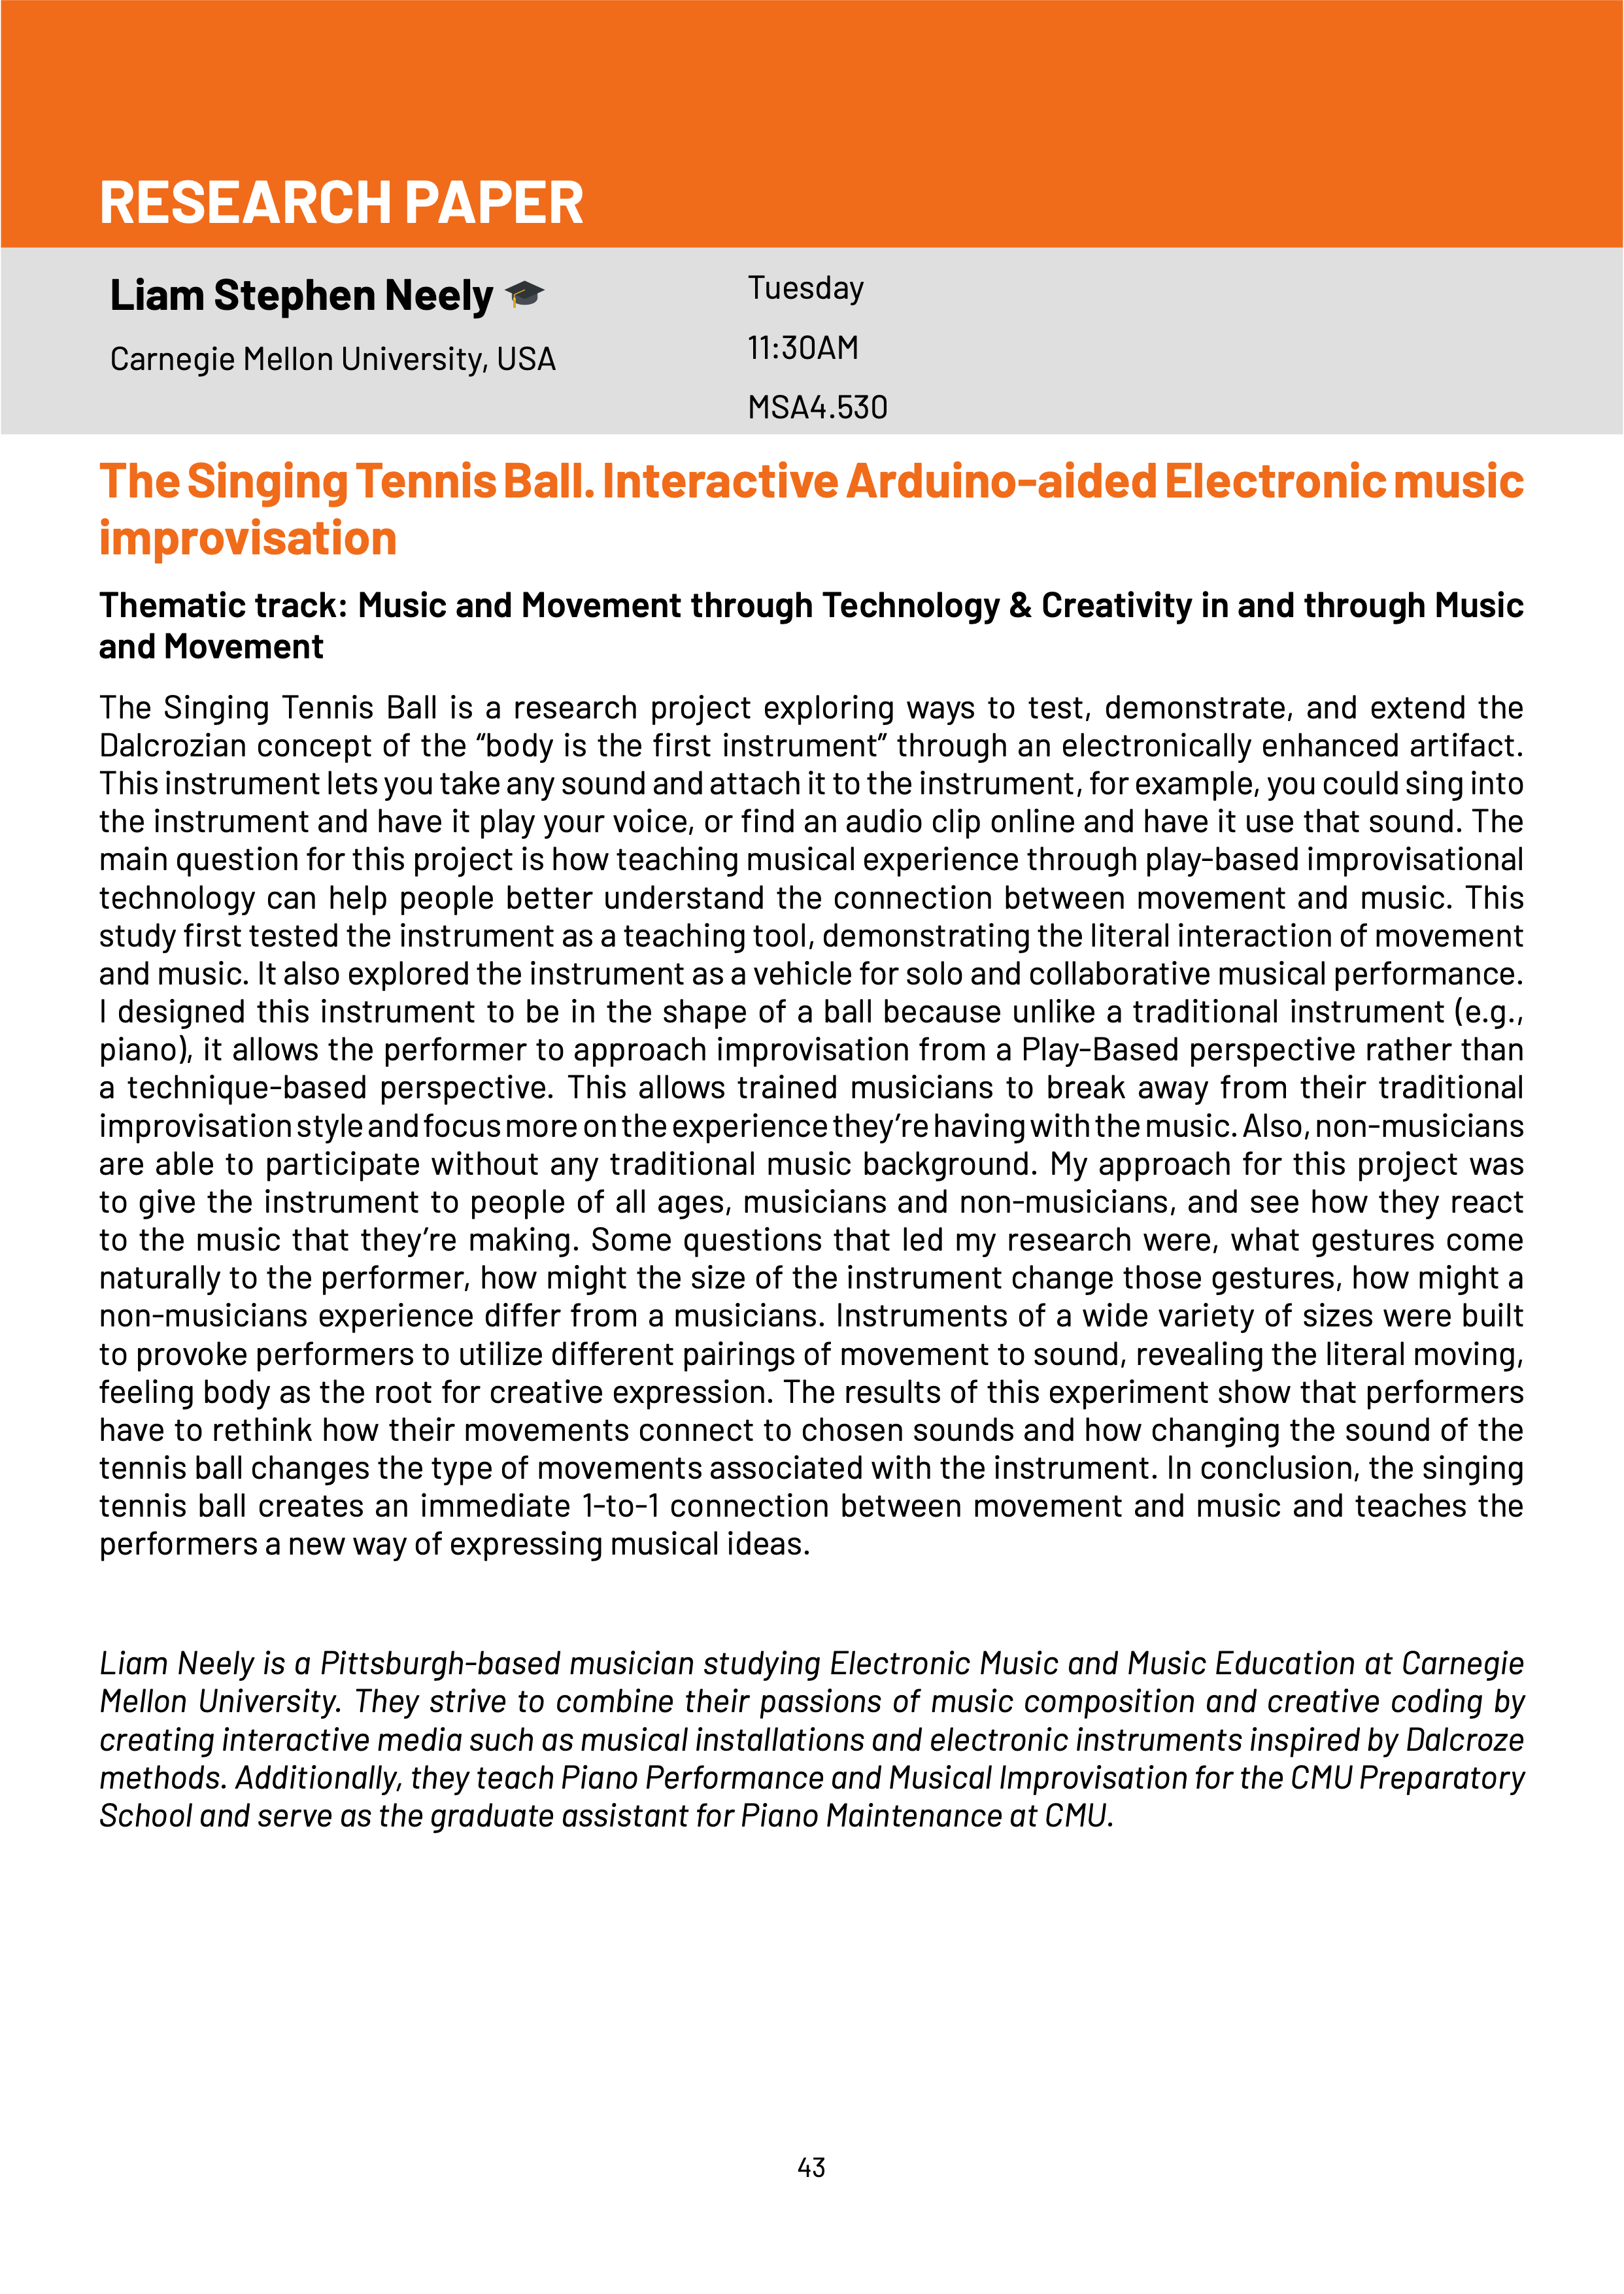 RESEARCH PAPER
Liam Stephen Neely
Carnegie Mellon University, USA
Tuesday
11:30AM
MSA4.530
The Singing Tennis Ball. Interactive Arduino-aided Electronic music
improvisation
Thematic track: Music and Movement through Technology & Creativity in and through Music
and Movement
The Singing Tennis Ball is a research project exploring ways to test, demonstrate, and extend the
Dalcrozian concept of the “body is the first instrument” through an electronically enhanced artifact.
This instrument lets you take any sound and attach it to the instrument, for example, you could sing into
the instrument and have it play your voice, or find an audio clip online and have it use that sound. The
main question for this project is how teaching musical experience through play-based improvisational
technology can help people better understand the connection between movement and music. This
study first tested the instrument as a teaching tool, demonstrating the literal interaction of movement
and music. It also explored the instrument as a vehicle for solo and collaborative musical performance.
I designed this instrument to be in the shape of a ball because unlike a traditional instrument (e.g.,
piano), it allows the performer to approach improvisation from a Play-Based perspective rather than
a technique-based perspective. This allows trained musicians to break away from their traditional
improvisation style and focus more on the experience they’re having with the music. Also, non-musicians
are able to participate without any traditional music background. My approach for this project was
to give the instrument to people of all ages, musicians and non-musicians, and see how they react
to the music that they’re making. Some questions that led my research were, what gestures come
naturally to the performer, how might the size of the instrument change those gestures, how might a
non-musicians experience differ from a musicians. Instruments of a wide variety of sizes were built
to provoke performers to utilize different pairings of movement to sound, revealing the literal moving,
feeling body as the root for creative expression. The results of this experiment show that performers
have to rethink how their movements connect to chosen sounds and how changing the sound of the
tennis ball changes the type of movements associated with the instrument. In conclusion, the singing
tennis ball creates an immediate 1-to-1 connection between movement and music and teaches the
performers a new way of expressing musical ideas.
Liam Neely is a Pittsburgh-based musician studying Electronic Music and Music Education at Carnegie
Mellon University. They strive to combine their passions of music composition and creative coding by
creating interactive media such as musical installations and electronic instruments inspired by Dalcroze
methods. Additionally, they teach Piano Performance and Musical Improvisation for the CMU Preparatory
School and serve as the graduate assistant for Piano Maintenance at CMU.
43